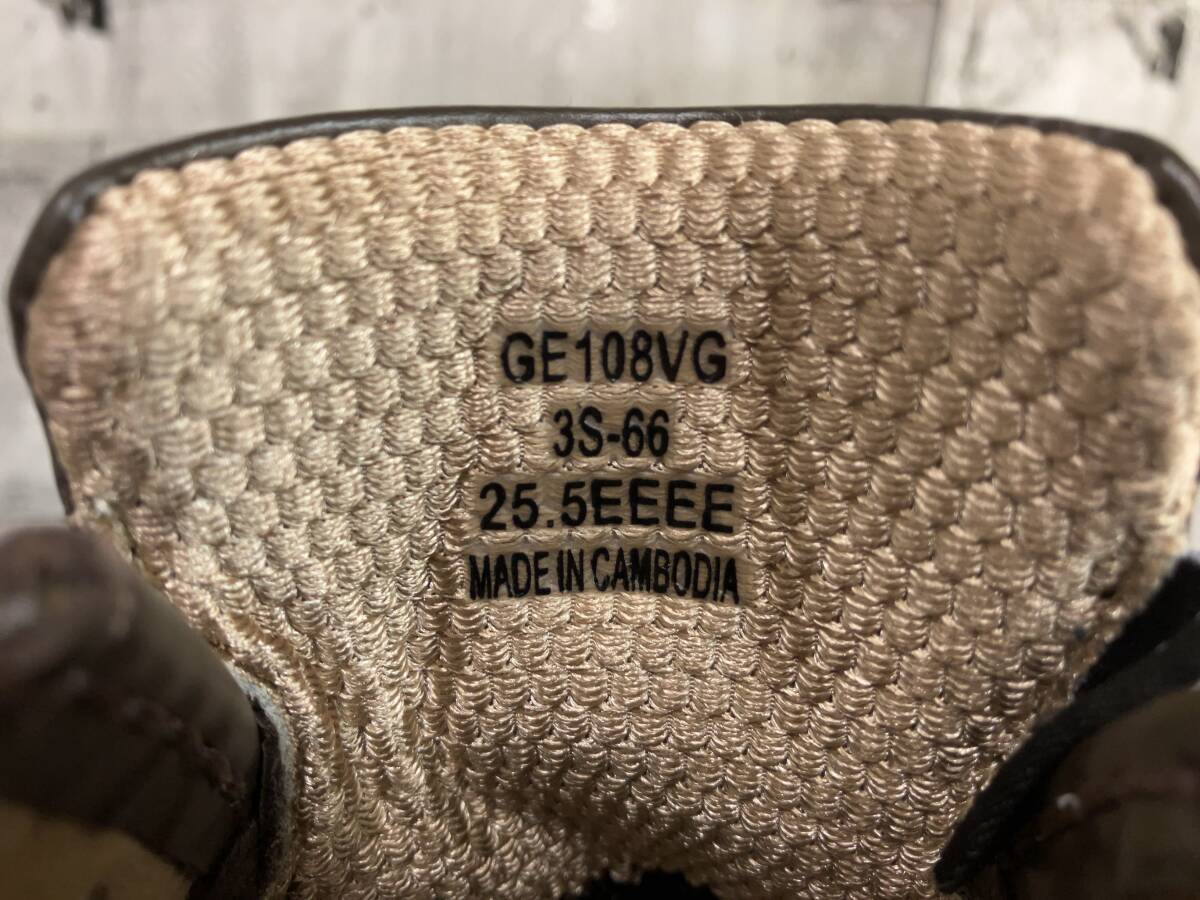 GE108VG
3S-66
25.5EEEE
MADE IN CAMBODIA